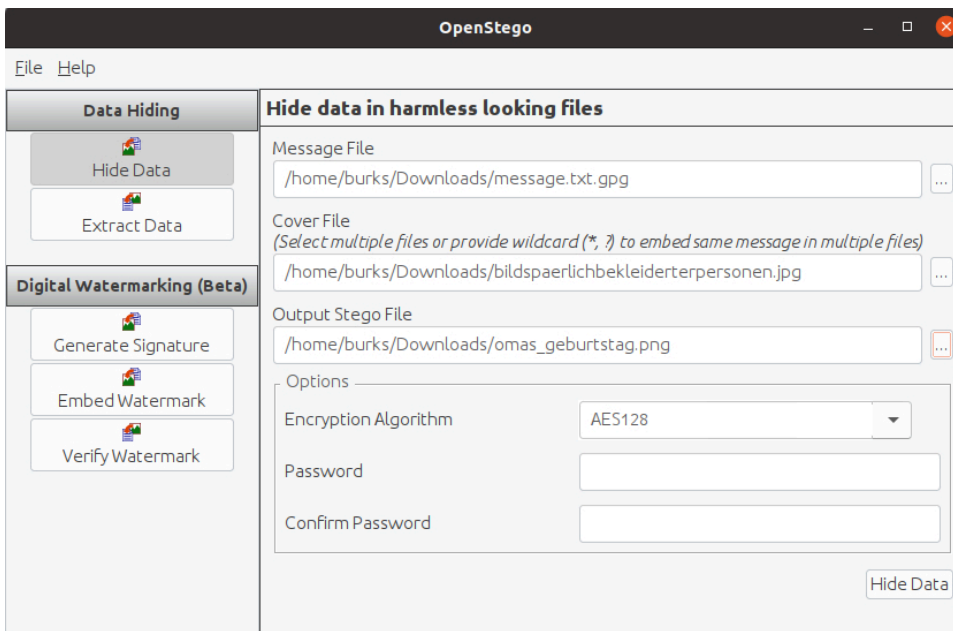 OpenStego
File Help
Data Hiding
Hide Data
Extract Data
Digital Watermarking (Beta)
Generate Signature
Embed Watermark
Verify Watermark
Hide data in harmless looking files
Message File
/home/burks/Downloads/message.txt.gpg
...
Cover File
(Select multiple files or provide wildcard (*, ?) to embed same message in multiple files)
/home/burks/Downloads/bildspaerlichbekleiderterpersonen.jpg
...
Output Stego File
/home/burks/Downloads/omas_geburtstag.png
...
Options
Encryption Algorithm
AES128
Password
Confirm Password
Hide Data